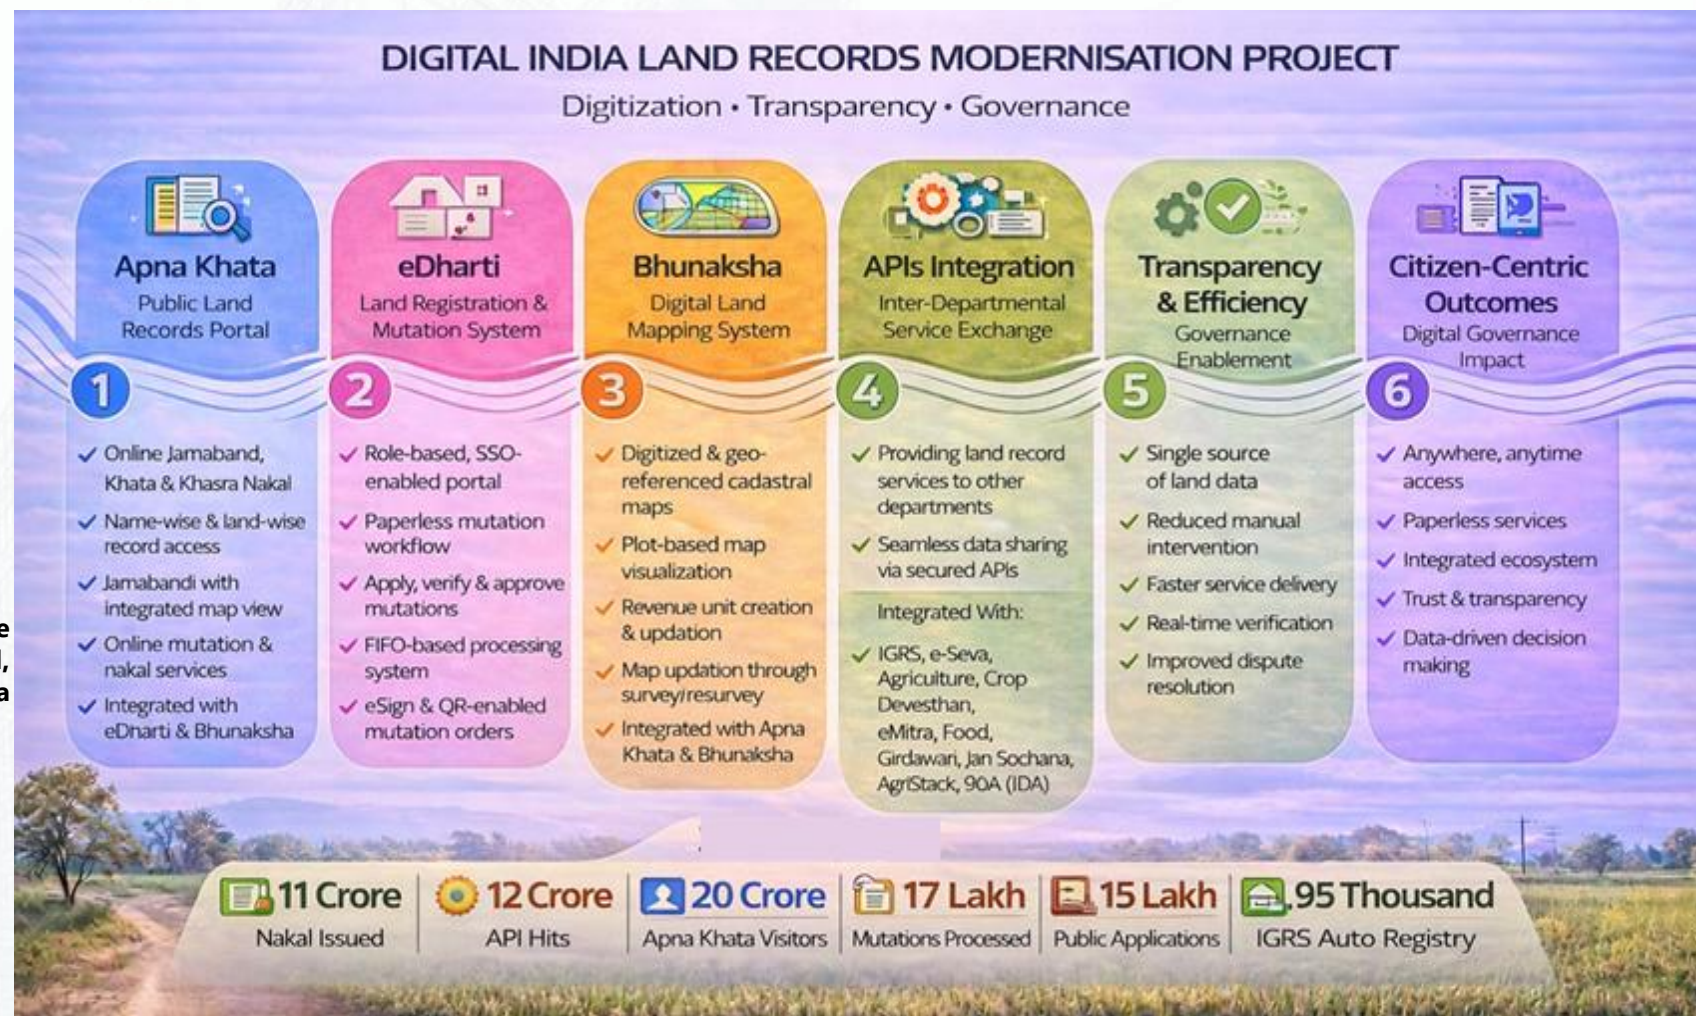 DIGITAL INDIA LAND RECORDS MODERNISATION PROJECT
Digitization • Transparency • Governance
Apna Khata
Public Land
Records Portal
1
✓ Online Jamaband,
Khata & Khasra Nakal
✓ Name-wise & land-wise
record access
✓ Jamabandi with
integrated map view
✓ Online mutation &
nakal services
✓ Integrated with
eDharti & Bhunaksha
eDharti
Land Registration &
Mutation System
2
✓ Role-based, SSO-
enabled portal
✓ Paperless mutation
workflow
✓ Apply, verify & approve
mutations
✓ FIFO-based processing
system
✓ eSign & QR-enabled
mutation orders
Bhunaksha
Digital Land
Mapping System
3
✓ Digitized & geo-
referenced cadastral
maps
✓ Plot-based map
visualization
✓ Revenue unit creation
& updation
✓ Map updation through
survey/resurvey
✓ Integrated with Apna
Khata & Bhunaksha
APIs Integration
Inter-Departmental
Service Exchange
4
✓ Providing land record
services to other
departments
✓ Seamless data sharing
via secured APIs
Integrated With:
✓ IGRS, e-Seva,
Agriculture, Crop
Devesthan,
eMitra, Food,
Girdawari, Jan Sochana,
AgriStack, 90A (IDA)
Transparency
& Efficiency
Governance
Enablement
5
✓ Single source
of land data
✓ Reduced manual
intervention
✓ Faster service delivery
✓ Real-time verification
✓ Improved dispute
resolution
Citizen-Centric
Outcomes
Digital Governance
Impact
6
✓ Anywhere, anytime
access
✓ Paperless services
✓ Integrated ecosystem
✓ Trust & transparency
✓ Data-driven decision
making
11 Crore
Nakal Issued
12 Crore
API Hits
20 Crore
Apna Khata Visitors
17 Lakh
Mutations Processed
15 Lakh
Public Applications
.95 Thousand
IGRS Auto Registry